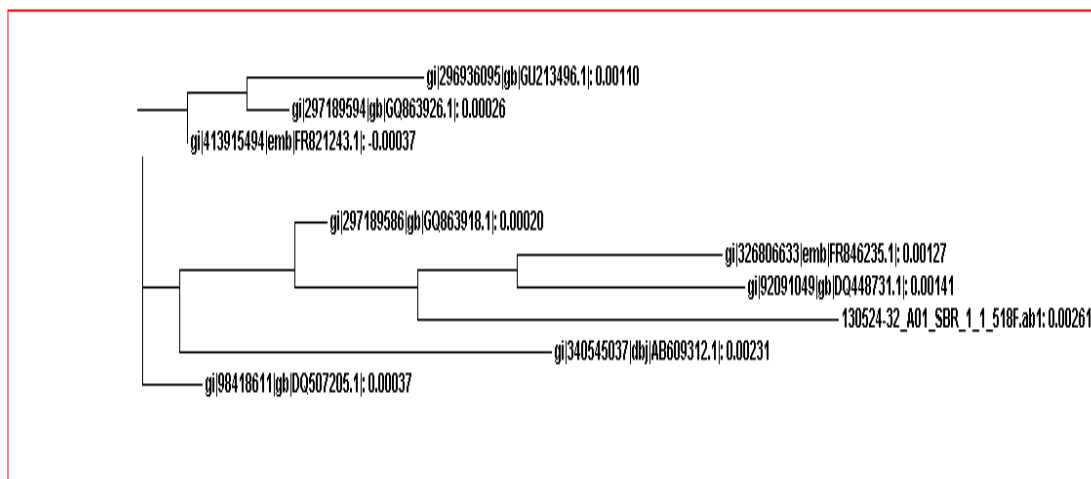 gi|296936095|gb|GU213496.1|: 0.00110
gi|297189594|gb|GQ863926.1|: 0.00026
gi|413915494|emb|FR821243.1|: -0.00037
gi|297189586|gb|GQ863918.1|: 0.00020
gi|326806633|emb|FR846235.1|: 0.00127
gi|92091049|gb|DQ448731.1|: 0.00141
130524-32_A01_SBR_1_1_518F.ab1: 0.00261
gi|340545037|dbj|AB609312.1|: 0.00231
gi|98418611|gb|DQ507205.1|: 0.00037